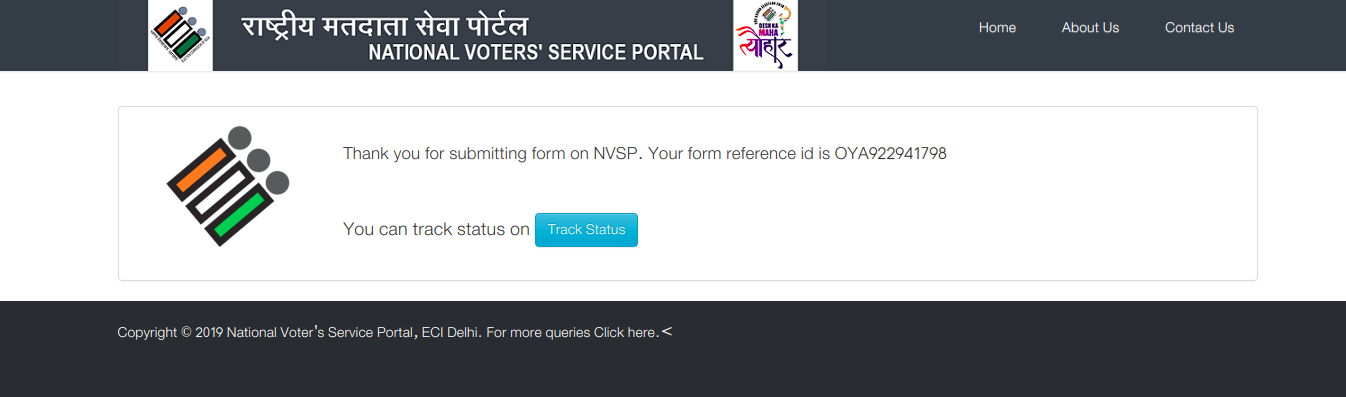 राष्ट्रीय मतदाता सेवा पोर्टल
NATIONAL VOTERS' SERVICE PORTAL
DESH KA
MAHA
त्यौहार
Home
About Us
Contact Us
Thank you for submitting form on NVSP. Your form reference id is OYA922941798
You can track status on Track Status
Copyright © 2019 National Voter's Service Portal, ECI Delhi. For more queries Click here.<